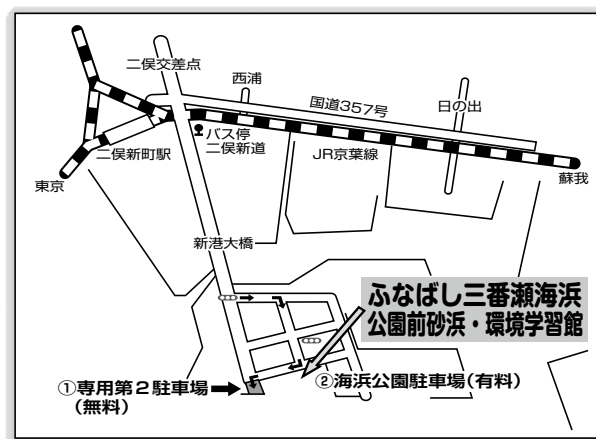 二俣交差点
西浦
国道357号
日の出
バス停
二俣新道
二俣新町駅
JR京葉線
東京
蘇我
新港大橋
ふなばし三番瀬海浜
公園前砂浜・環境学習館
①専用第2駐車場
(無料)
②海浜公園駐車場(有料)